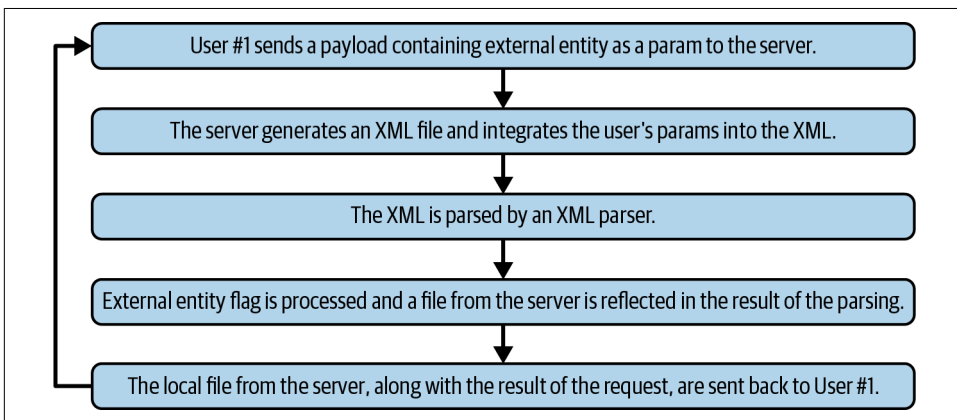 User #1 sends a payload containing external entity as a param to the server.
The server generates an XML file and integrates the user's params into the XML.
The XML is parsed by an XML parser.
External entity flag is processed and a file from the server is reflected in the result of the parsing.
The local file from the server, along with the result of the request, are sent back to User #1.